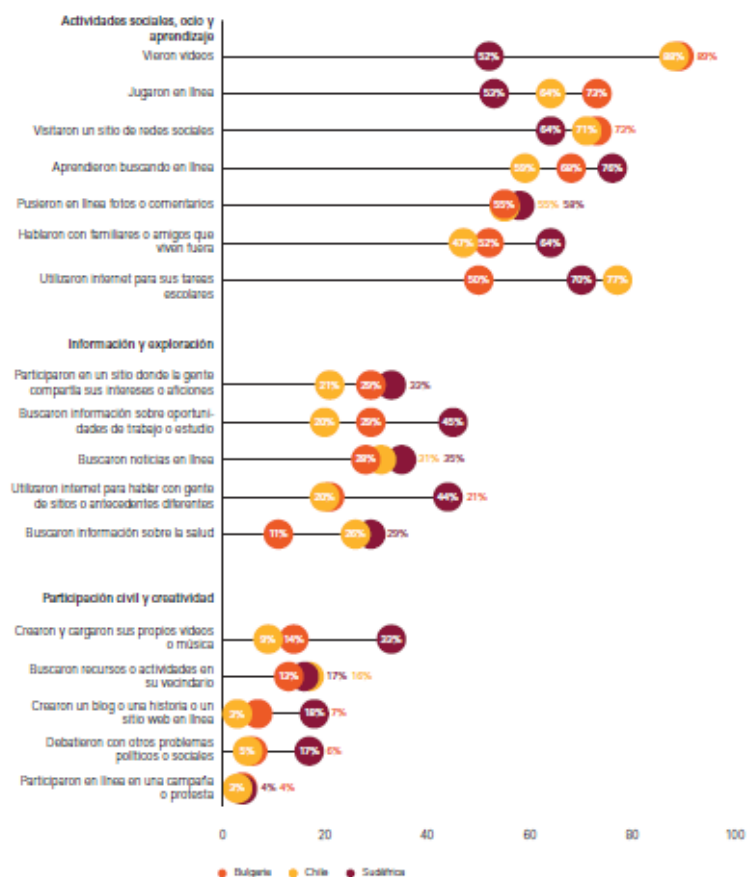 Actividades sociales, ocio y
aprendizaje
Vieron videos
52% 88% 89%
Jugaron en línea
53% 64% 73%
Visitaron un sitio de redes sociales
64% 71% 73%
Aprendieron buscando en línea
59% 68% 76%
Pusieron en línea fotos o comentarios
55% 55% 58%
Hablaron con familiares o amigos que
viven fuera
47% 52% 64%
Utilizaron internet para sus tareas
escolares
50% 70% 77%
Información y exploración
Participaron en un sitio donde la gente
compartía sus intereses o aficiones
21% 29% 33%
Buscaron información sobre oportuni-
dades de trabajo o estudio
20% 29% 45%
Buscaron noticias en línea
28% 31% 35%
Utilizaron internet para hablar con gente
de sitios o antecedentes diferentes
20% 44% 21%
Buscaron información sobre la salud
11% 26% 29%
Participación civil y creatividad
Crearon y cargaron sus propios videos
o música
9% 14% 33%
Buscaron recursos o actividades en
su vecindario
13% 17%
Crearon un blog o una historia o un
sitio web en línea
3% 18% 7%
Debatieron con otros problemas
políticos o sociales
5% 17% 6%
Participaron en línea en una campaña
o protesta
3% 4% 4%
0 20 40 60 80 100
Bulgaria Chile Sudáfrica